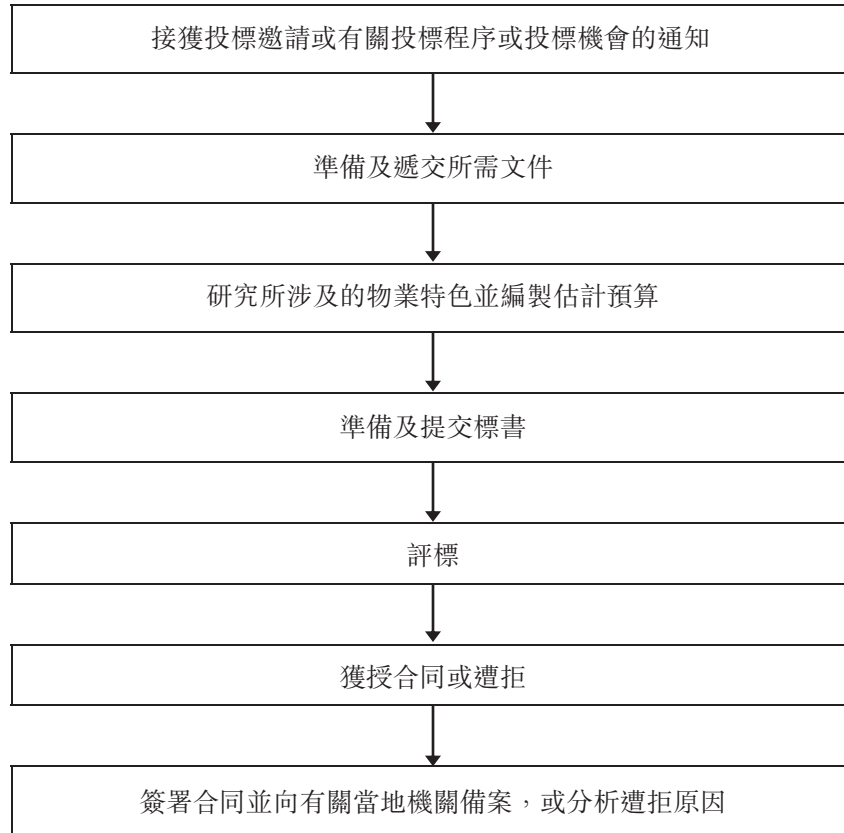 接獲投標邀請或有關投標程序或投標機會的通知
準備及遞交所需文件
研究所涉及的物業特色並編製估計預算
準備及提交標書
評標
獲授合同或遭拒
簽署合同並向有關當地機關備案，或分析遭拒原因